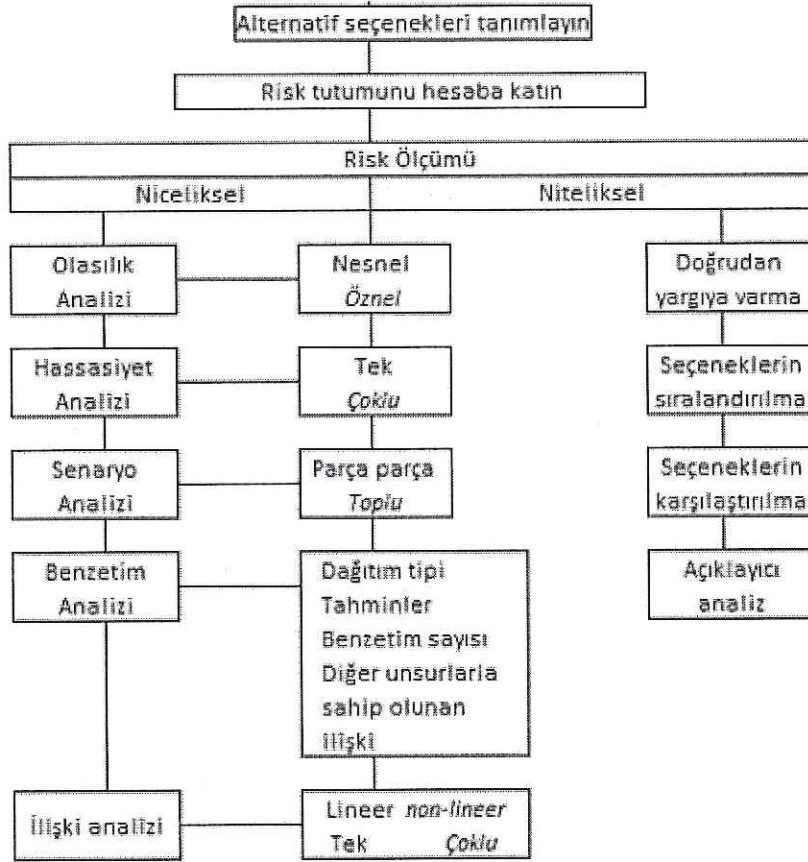 Alternatif seçenekleri tanımlayın
Risk tutumunu hesaba katın
Risk Ölçümü
Niceliksel
Niteliksel
Olasılık
Analizi
Nesnel
Öznel
Doğrudan
yargıya varma
Hassasiyet
Analizi
Tek
Çoklu
Seçeneklerin
sıralandırılma
Senaryo
Analizi
Parça parça
Toplu
Seçeneklerin
karşılaştırılma
Benzetim
Analizi
Dağıtım tipi
Tahminler
Benzetim sayısı
Diğer unsurlarla
sahip olunan
ilişki
Açıklayıcı
analiz
İlişki analizi
Lineer non-lineer
Tek Çoklu